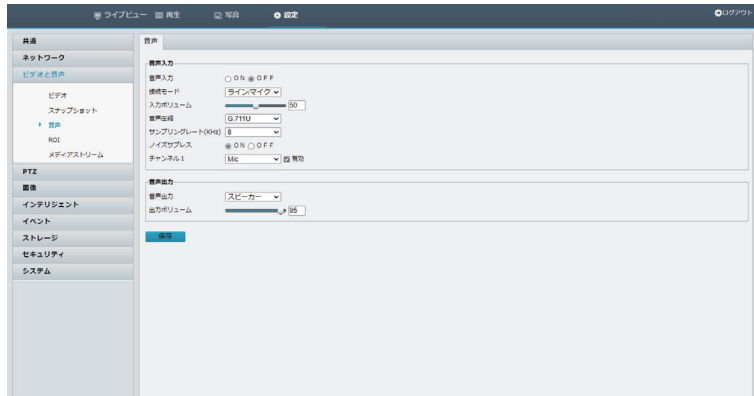 ライブビュー 再生 写真 設定 ログアウト
共通
ネットワーク
ビデオと音声
ビデオ
スナップショット
音声
ROI
メディアストリーム
PTZ
画像
インテリジェント
イベント
ストレージ
セキュリティ
システム
音声
音声入力
音声入力 ON OFF
接続モード ライン/マイク
入力ボリューム 50
音声圧縮 G.711U
サンプリングレート(KHz) 8
ノイズサプレス ON OFF
チャンネル1 Mic 有効
音声出力
音声出力 スピーカー
出力ボリューム 95
保存